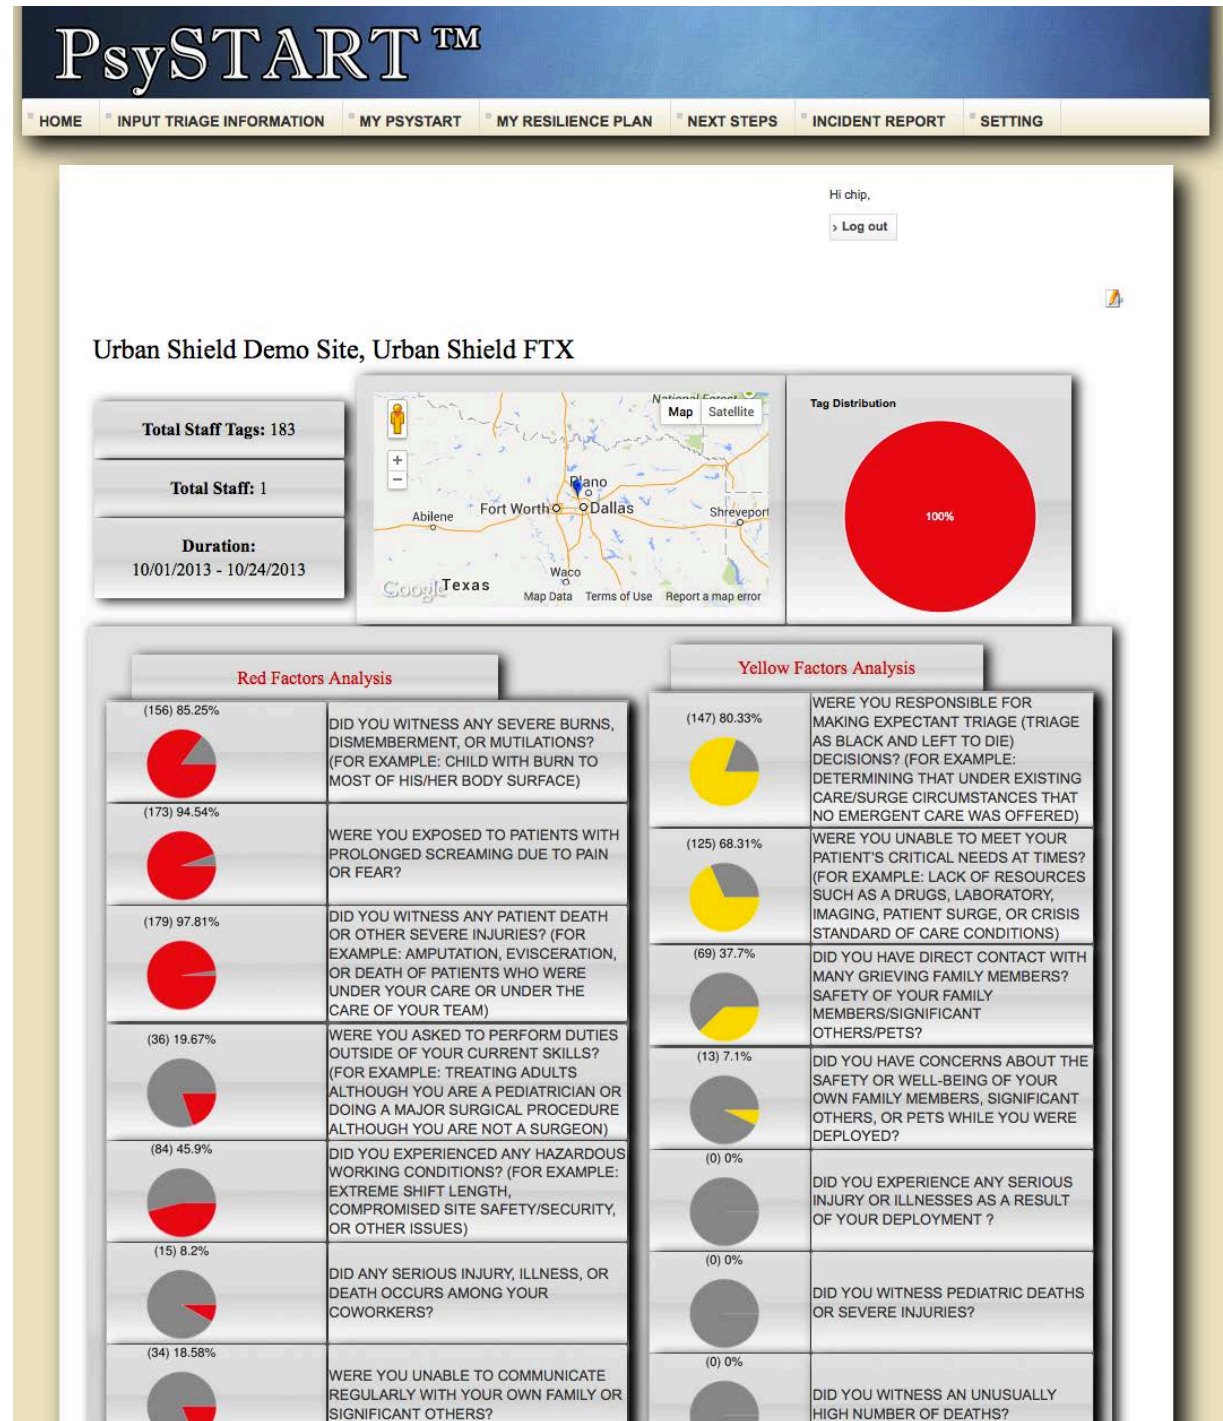 PsySTART™
HOME
INPUT TRIAGE INFORMATION
MY PSYSTART
MY RESILIENCE PLAN
NEXT STEPS
INCIDENT REPORT
SETTING
Hi chip,
› Log out
Urban Shield Demo Site, Urban Shield FTX
Total Staff Tags: 183
Total Staff: 1
Duration:
10/01/2013 - 10/24/2013
National Forest
Map
Satellite
+
−
Plano
Fort Worth
Dallas
Abilene
Shreveport
Waco
Google
Texas
Map Data
Terms of Use
Report a map error
Tag Distribution
100%
Red Factors Analysis
(156) 85.25%
DID YOU WITNESS ANY SEVERE BURNS,
DISMEMBERMENT, OR MUTILATIONS?
(FOR EXAMPLE: CHILD WITH BURN TO
MOST OF HIS/HER BODY SURFACE)
(173) 94.54%
WERE YOU EXPOSED TO PATIENTS WITH
PROLONGED SCREAMING DUE TO PAIN
OR FEAR?
(179) 97.81%
DID YOU WITNESS ANY PATIENT DEATH
OR OTHER SEVERE INJURIES? (FOR
EXAMPLE: AMPUTATION, EVISCERATION,
OR DEATH OF PATIENTS WHO WERE
UNDER YOUR CARE OR UNDER THE
CARE OF YOUR TEAM)
(36) 19.67%
WERE YOU ASKED TO PERFORM DUTIES
OUTSIDE OF YOUR CURRENT SKILLS?
(FOR EXAMPLE: TREATING ADULTS
ALTHOUGH YOU ARE A PEDIATRICIAN OR
DOING A MAJOR SURGICAL PROCEDURE
ALTHOUGH YOU ARE NOT A SURGEON)
(84) 45.9%
DID YOU EXPERIENCED ANY HAZARDOUS
WORKING CONDITIONS? (FOR EXAMPLE:
EXTREME SHIFT LENGTH,
COMPROMISED SITE SAFETY/SECURITY,
OR OTHER ISSUES)
(15) 8.2%
DID ANY SERIOUS INJURY, ILLNESS, OR
DEATH OCCURS AMONG YOUR
COWORKERS?
(34) 18.58%
WERE YOU UNABLE TO COMMUNICATE
REGULARLY WITH YOUR OWN FAMILY OR
SIGNIFICANT OTHERS?
Yellow Factors Analysis
(147) 80.33%
WERE YOU RESPONSIBLE FOR
MAKING EXPECTANT TRIAGE (TRIAGE
AS BLACK AND LEFT TO DIE)
DECISIONS? (FOR EXAMPLE:
DETERMINING THAT UNDER EXISTING
CARE/SURGE CIRCUMSTANCES THAT
NO EMERGENT CARE WAS OFFERED)
(125) 68.31%
WERE YOU UNABLE TO MEET YOUR
PATIENT'S CRITICAL NEEDS AT TIMES?
(FOR EXAMPLE: LACK OF RESOURCES
SUCH AS A DRUGS, LABORATORY,
IMAGING, PATIENT SURGE, OR CRISIS
STANDARD OF CARE CONDITIONS)
(69) 37.7%
DID YOU HAVE DIRECT CONTACT WITH
MANY GRIEVING FAMILY MEMBERS?
SAFETY OF YOUR FAMILY
MEMBERS/SIGNIFICANT
OTHERS/PETS?
(13) 7.1%
DID YOU HAVE CONCERNS ABOUT THE
SAFETY OR WELL-BEING OF YOUR
OWN FAMILY MEMBERS, SIGNIFICANT
OTHERS, OR PETS WHILE YOU WERE
DEPLOYED?
(0) 0%
DID YOU EXPERIENCE ANY SERIOUS
INJURY OR ILLNESSES AS A RESULT
OF YOUR DEPLOYMENT ?
(0) 0%
DID YOU WITNESS PEDIATRIC DEATHS
OR SEVERE INJURIES?
(0) 0%
DID YOU WITNESS AN UNUSUALLY
HIGH NUMBER OF DEATHS?